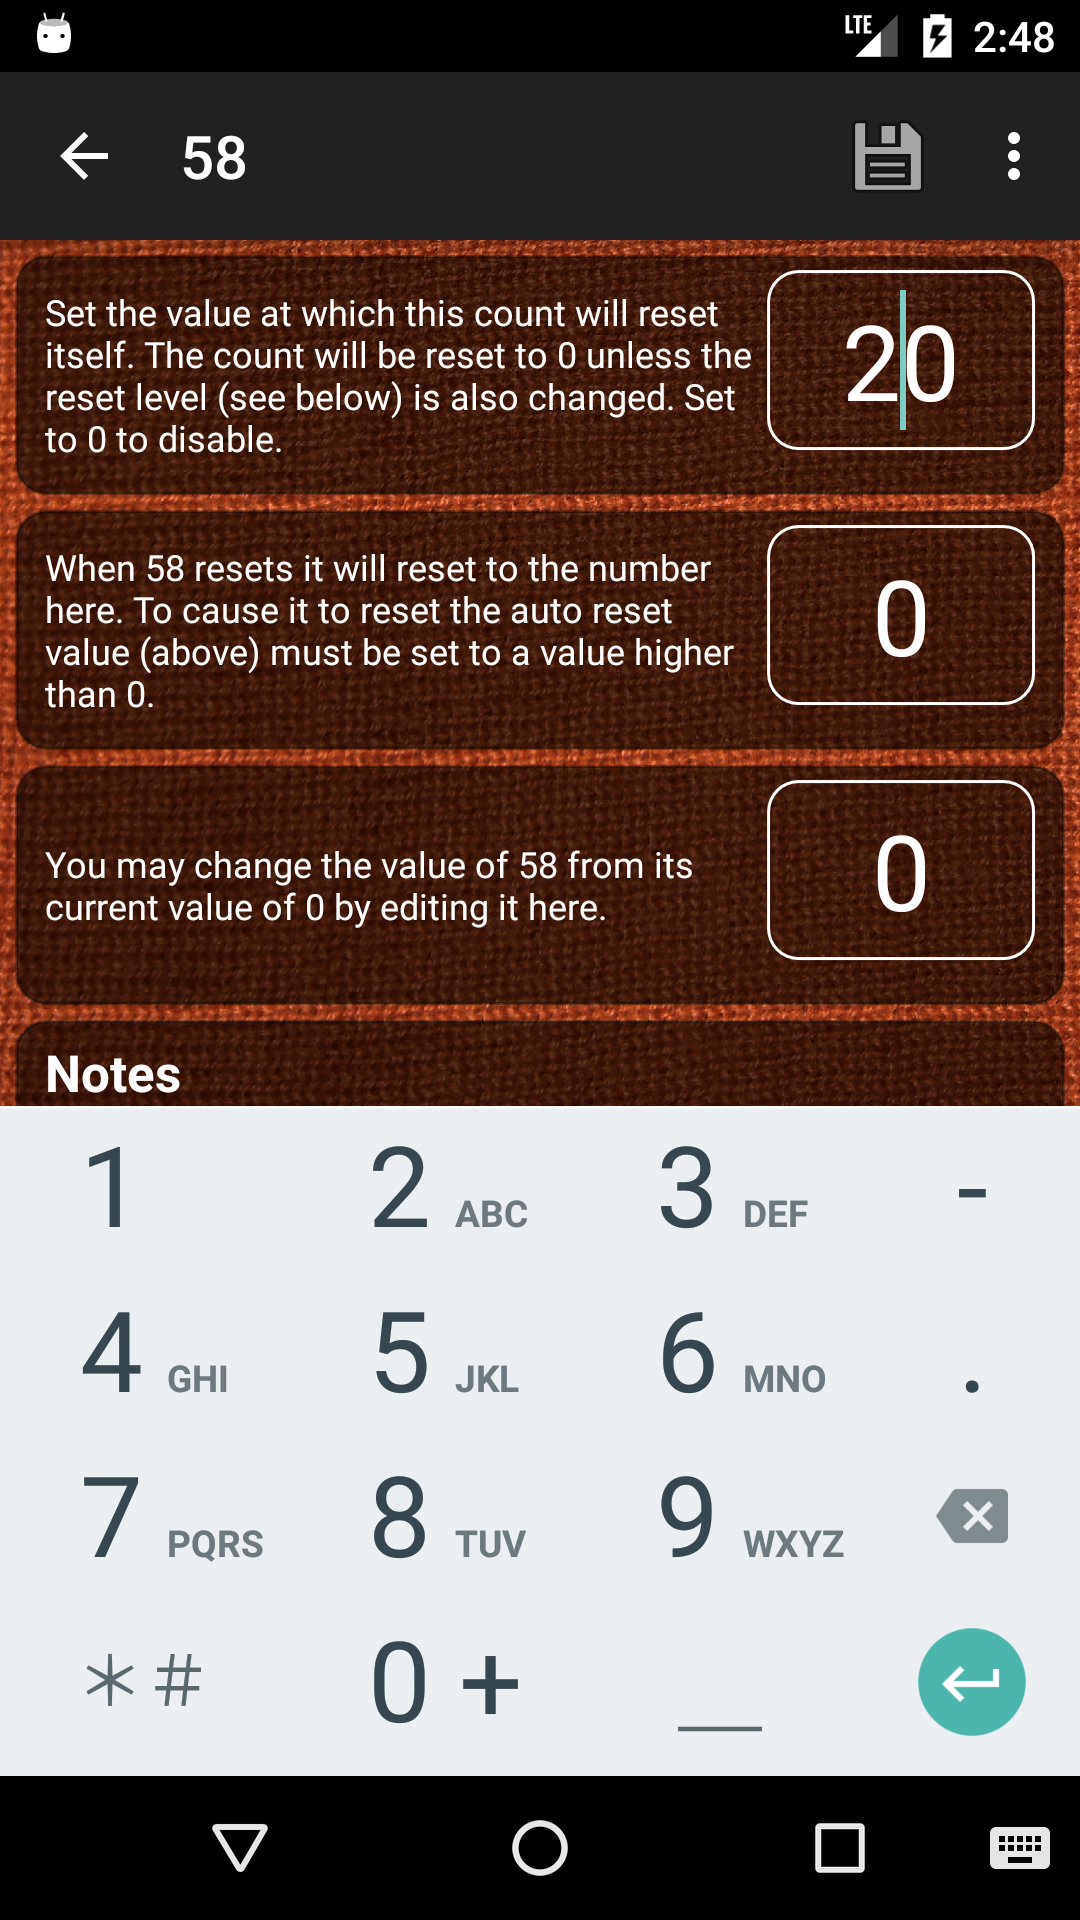 LTE 2:48
58
Set the value at which this count will reset
itself. The count will be reset to 0 unless the
reset level (see below) is also changed. Set
to 0 to disable.
20
When 58 resets it will reset to the number
here. To cause it to reset the auto reset
value (above) must be set to a value higher
than 0.
0
You may change the value of 58 from its
current value of 0 by editing it here.
0
Notes
1 2 ABC 3 DEF -
4 GHI 5 JKL 6 MNO .
7 PQRS 8 TUV 9 WXYZ
* # 0 + _